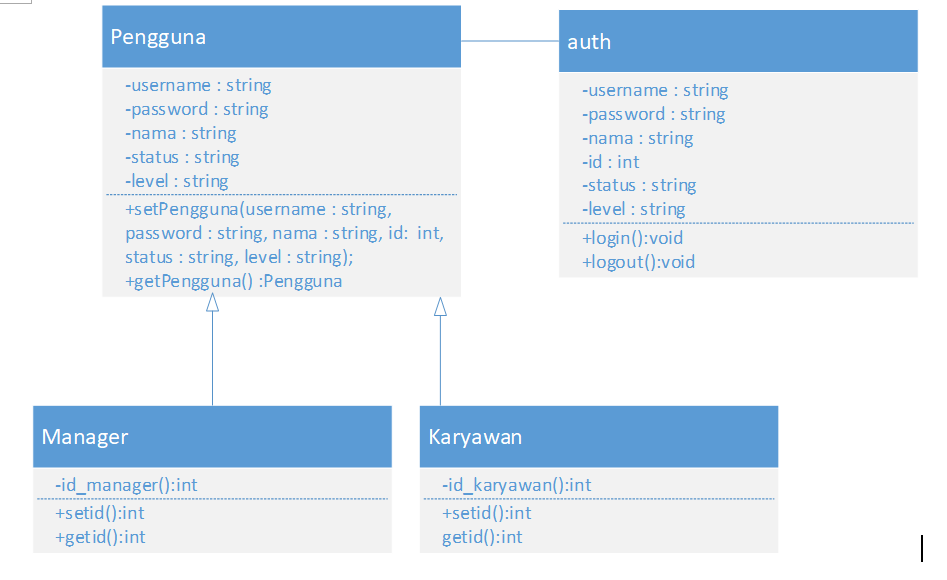 Pengguna
-username : string
-password : string
-nama : string
-status : string
-level : string
+setPengguna(username : string,
password : string, nama : string, id:  int,
status : string, level : string);
+getPengguna() :Pengguna
auth
-username : string
-password : string
-nama : string
-id : int
-status : string
-level : string
+login():void
+logout():void
Manager
-id_manager():int
+setid():int
+getid():int
Karyawan
-id_karyawan():int
+setid():int
getid():int